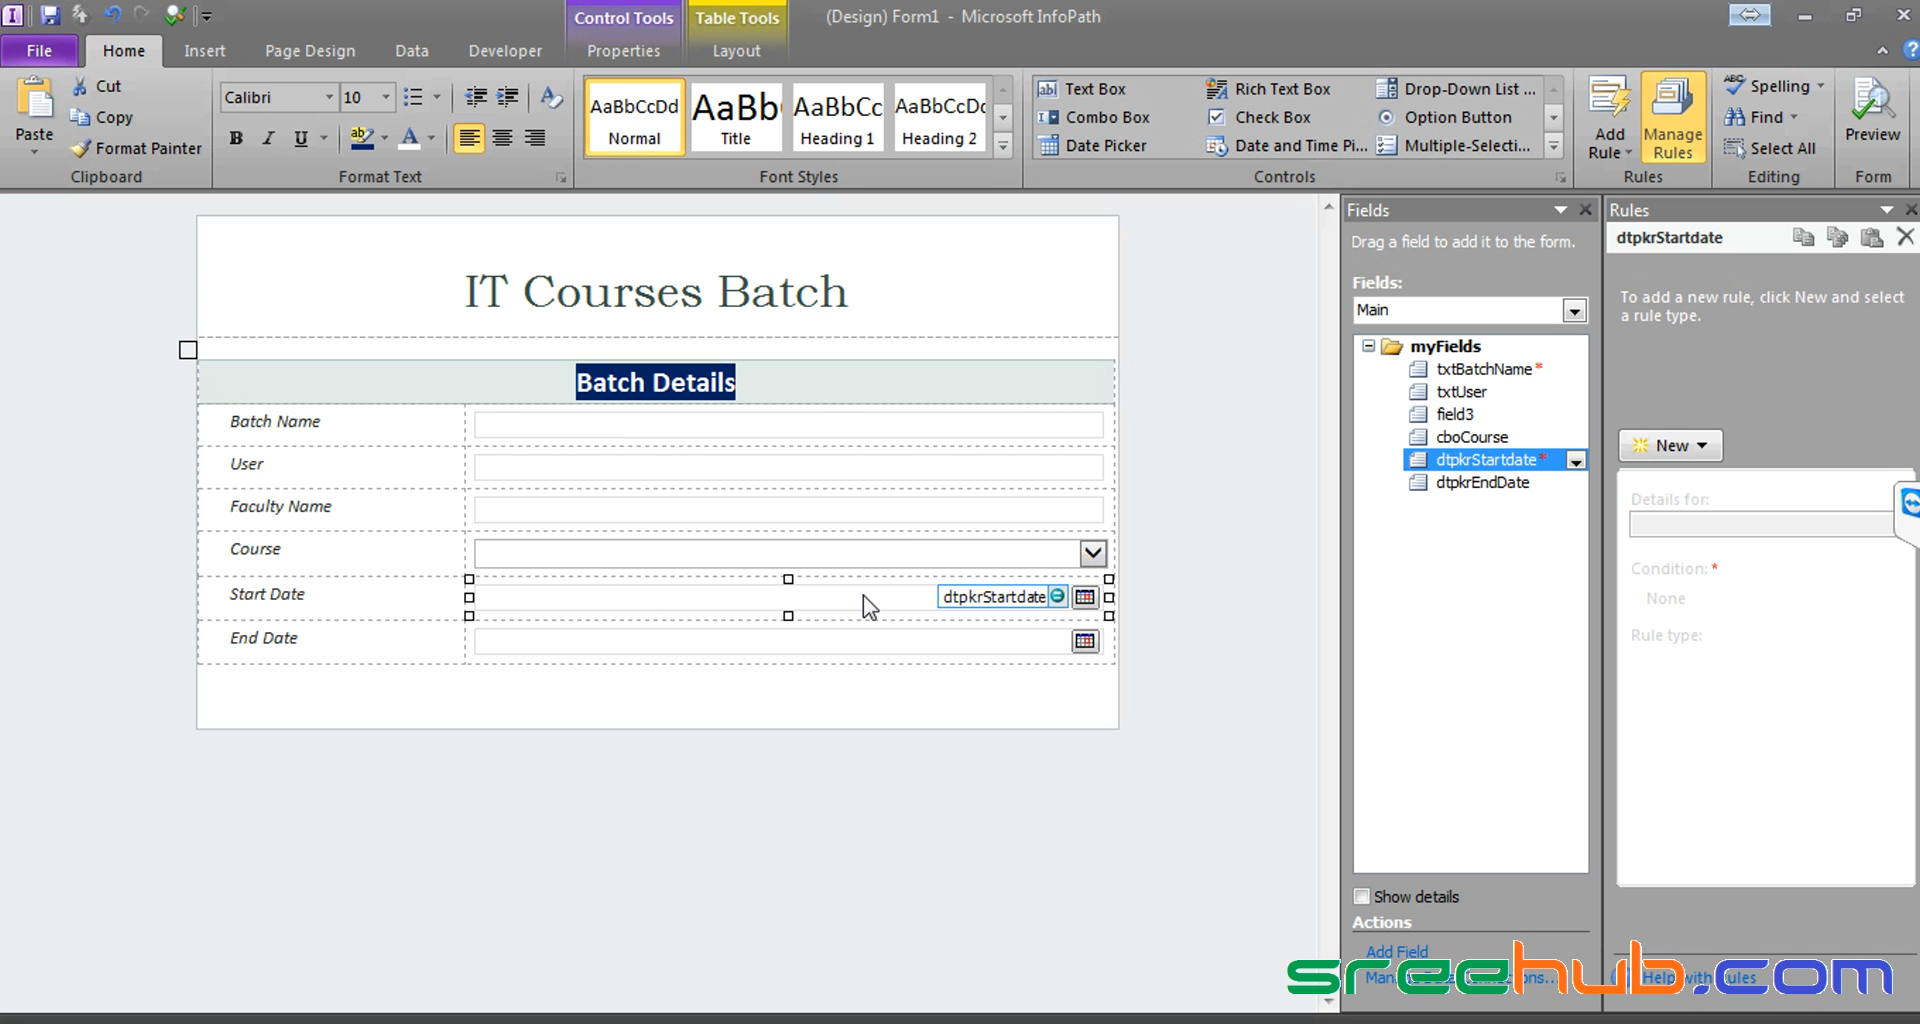 (Design) Form1 - Microsoft InfoPath
Control Tools
Table Tools
File
Home
Insert
Page Design
Data
Developer
Properties
Layout
Paste
Cut
Copy
Format Painter
Clipboard
Calibri
10
B I U
Format Text
AaBbCcDd
Normal
AaBb
Title
AaBbCc
Heading 1
AaBbCcDd
Heading 2
Font Styles
Text Box
Combo Box
Date Picker
Rich Text Box
Check Box
Date and Time Pi...
Drop-Down List ...
Option Button
Multiple-Selecti...
Controls
Add Rule
Manage Rules
Rules
Spelling
Find
Select All
Editing
Preview
Form
IT Courses Batch
Batch Details
Batch Name
User
Faculty Name
Course
Start Date
dtpkrStartdate
End Date
Fields
Drag a field to add it to the form.
Fields:
Main
myFields
txtBatchName *
txtUser
field3
cboCourse
dtpkrStartdate *
dtpkrEndDate
Show details
Actions
Add Field
Rules
dtpkrStartdate
To add a new rule, click New and select
a rule type.
New
Details for:
Condition: *
None
Rule type:
Help with Rules
sreehub.com